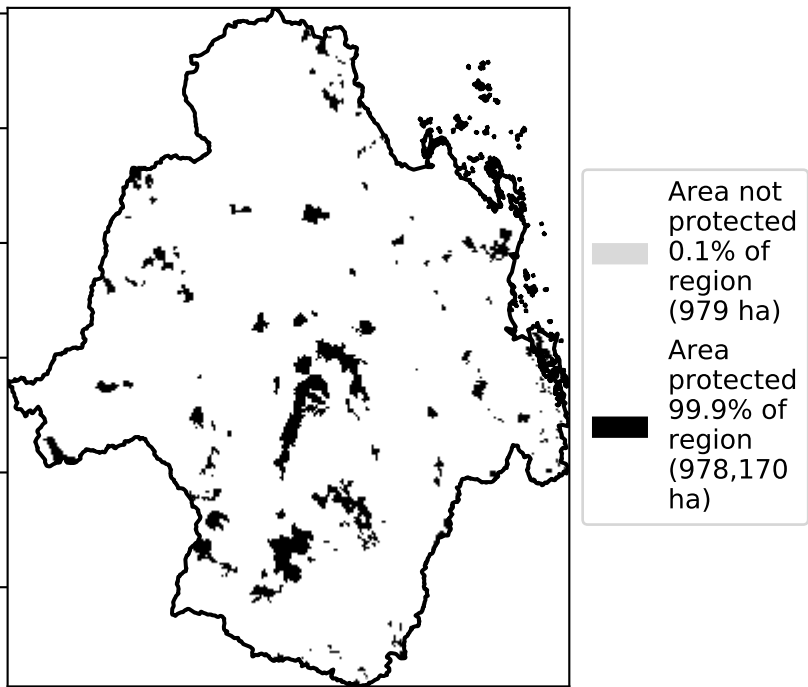 Area not
protected
0.1% of
region
(979 ha)
Area
protected
99.9% of
region
(978,170
ha)